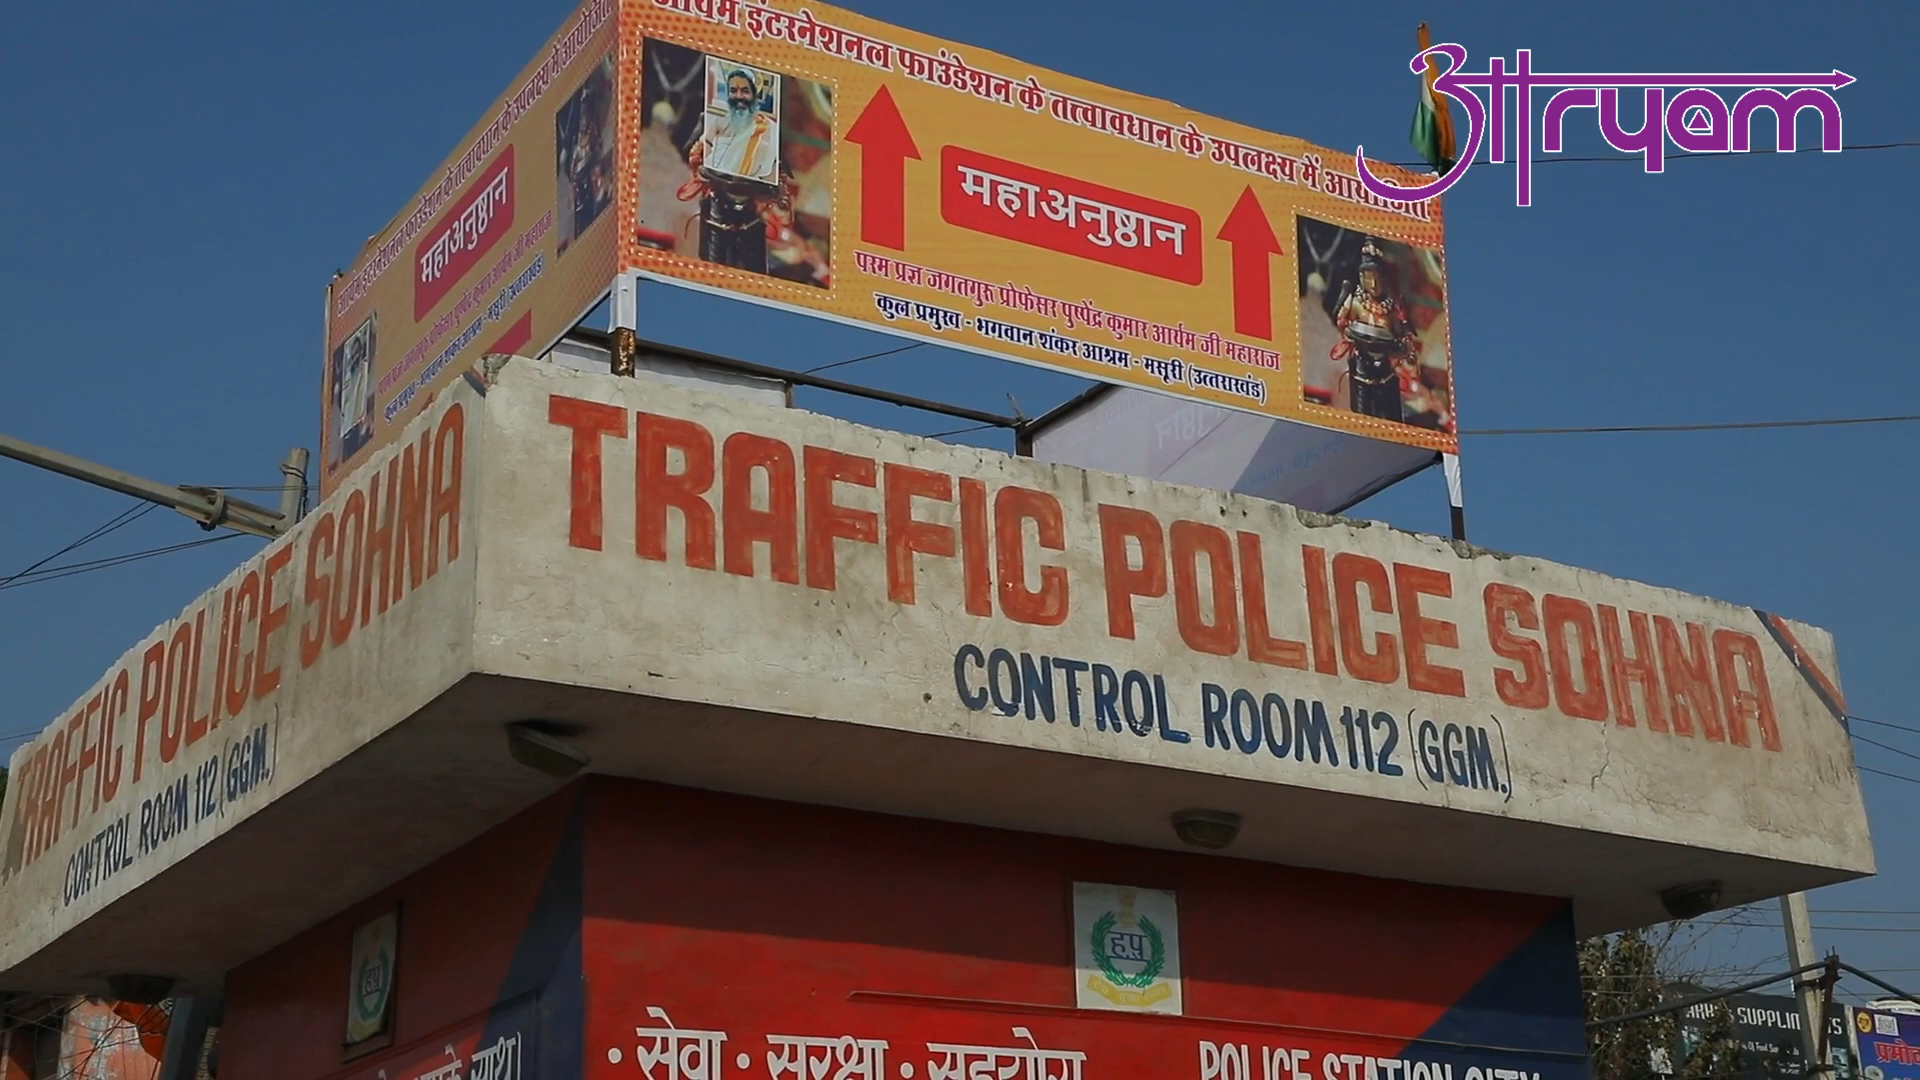 आर्यम इंटरनेशनल फाउंडेशन के तत्त्वावधान के उपलक्ष्य में आयोजित
महाअनुष्ठान
परम प्रज्ञ जगतगुरु प्रोफेसर पुष्पेंद्र कुमार आर्यम जी महाराज
कुल प्रमुख - भगवान शंकर आश्रम - मसूरी (उत्तराखंड)
आryam
महाअनुष्ठान
TRAFFIC POLICE SOHNA
CONTROL ROOM 112 (GGM.)
TRAFFIC POLICE SOHNA
CONTROL ROOM 112 (GGM.)
ह.पु.
• सेवा • सुरक्षा • सहयोग
POLICE STATION CITY
के साथ
SUPPLIM